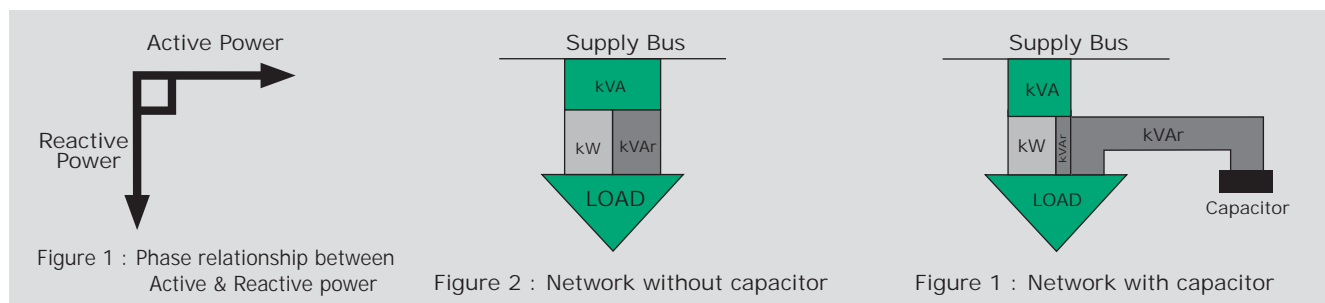 Active Power
Reactive
Power
Figure 1 : Phase relationship between
Active & Reactive power
Supply Bus
kVA
kW
kVAr
LOAD
Figure 2 : Network without capacitor
Supply Bus
kVA
kW
kVAr
kVAr
LOAD
Capacitor
Figure 1 : Network with capacitor